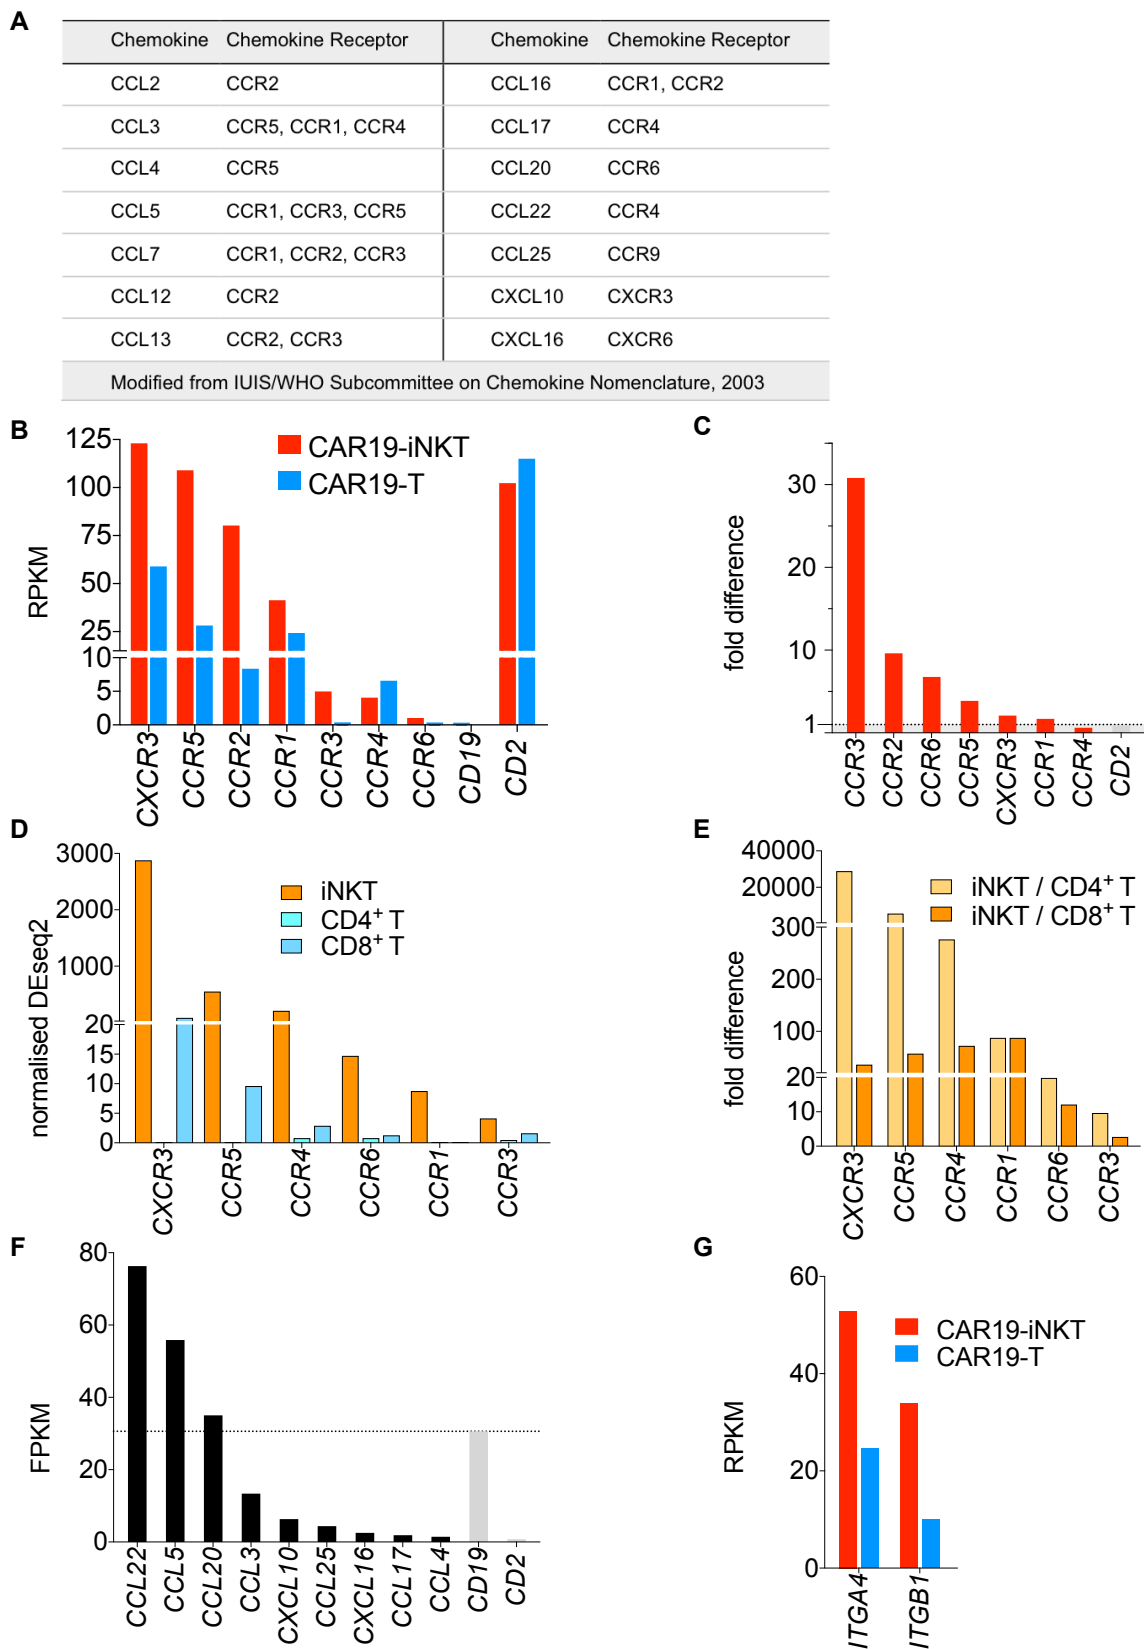 A
Chemokine Chemokine Receptor Chemokine Chemokine Receptor
CCL2 CCR2 CCL16 CCR1, CCR2
CCL3 CCR5, CCR1, CCR4 CCL17 CCR4
CCL4 CCR5 CCL20 CCR6
CCL5 CCR1, CCR3, CCR5 CCL22 CCR4
CCL7 CCR1, CCR2, CCR3 CCL25 CCR9
CCL12 CCR2 CXCL10 CXCR3
CCL13 CCR2, CCR3 CXCL16 CXCR6
Modified from IUIS/WHO Subcommittee on Chemokine Nomenclature, 2003
B
RPKM
125
100
75
50
25
10
5
0
CAR19-iNKT
CAR19-T
CXCR3 CCR5 CCR2 CCR1 CCR3 CCR4 CCR6 CD19 CD2
C
fold difference
30
20
10
1
CCR3 CCR2 CCR6 CCR5 CXCR3 CCR1 CCR4 CD2
D
normalised DEseq2
3000
2000
1000
20
15
10
5
0
iNKT
CD4+ T
CD8+ T
CXCR3 CCR5 CCR4 CCR6 CCR1 CCR3
E
fold difference
40000
20000
300
300
200
100
20
10
0
iNKT / CD4+ T
iNKT / CD8+ T
CXCR3 CCR5 CCR4 CCR1 CCR6 CCR3
F
FPKM
80
60
40
20
0
CCL22 CCL5 CCL20 CCL3 CXCL10 CCL25 CXCL16 CCL17 CCL4 CD19 CD2
G
RPKM
60
40
20
0
CAR19-iNKT
CAR19-T
ITGA4 ITGB1